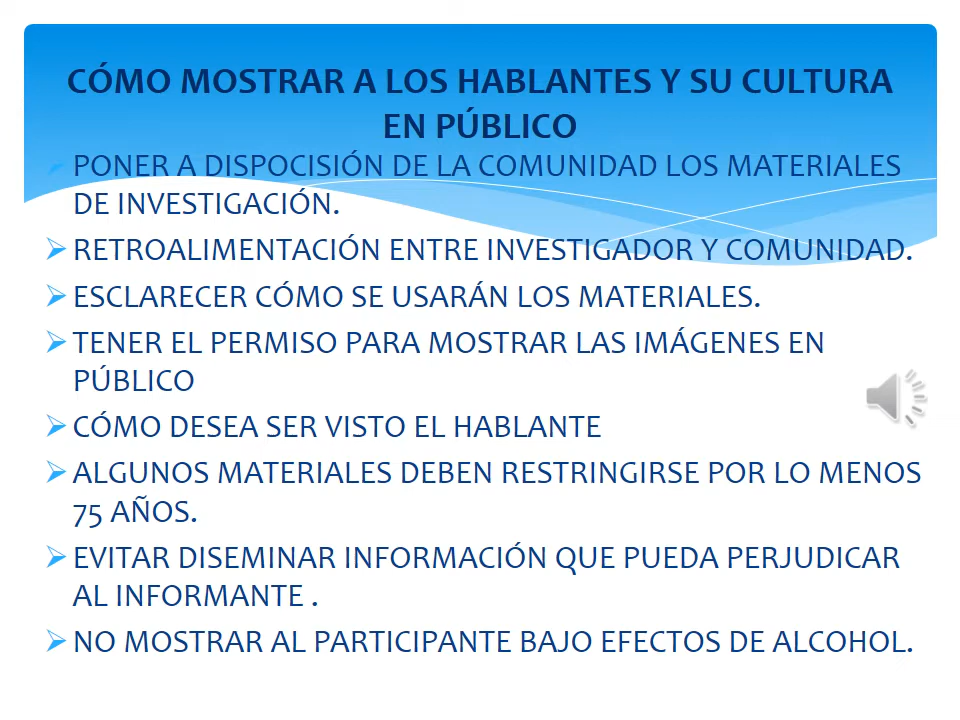 CÓMO MOSTRAR A LOS HABLANTES Y SU CULTURA
EN PÚBLICO
PONER A DISPOCISIÓN DE LA COMUNIDAD LOS MATERIALES
DE INVESTIGACIÓN.
RETROALIMENTACIÓN ENTRE INVESTIGADOR Y COMUNIDAD.
ESCLARECER CÓMO SE USARÁN LOS MATERIALES.
TENER EL PERMISO PARA MOSTRAR LAS IMÁGENES EN
PÚBLICO
CÓMO DESEA SER VISTO EL HABLANTE
ALGUNOS MATERIALES DEBEN RESTRINGIRSE POR LO MENOS
75 AÑOS.
EVITAR DISEMINAR INFORMACIÓN QUE PUEDA PERJUDICAR
AL INFORMANTE .
NO MOSTRAR AL PARTICIPANTE BAJO EFECTOS DE ALCOHOL.